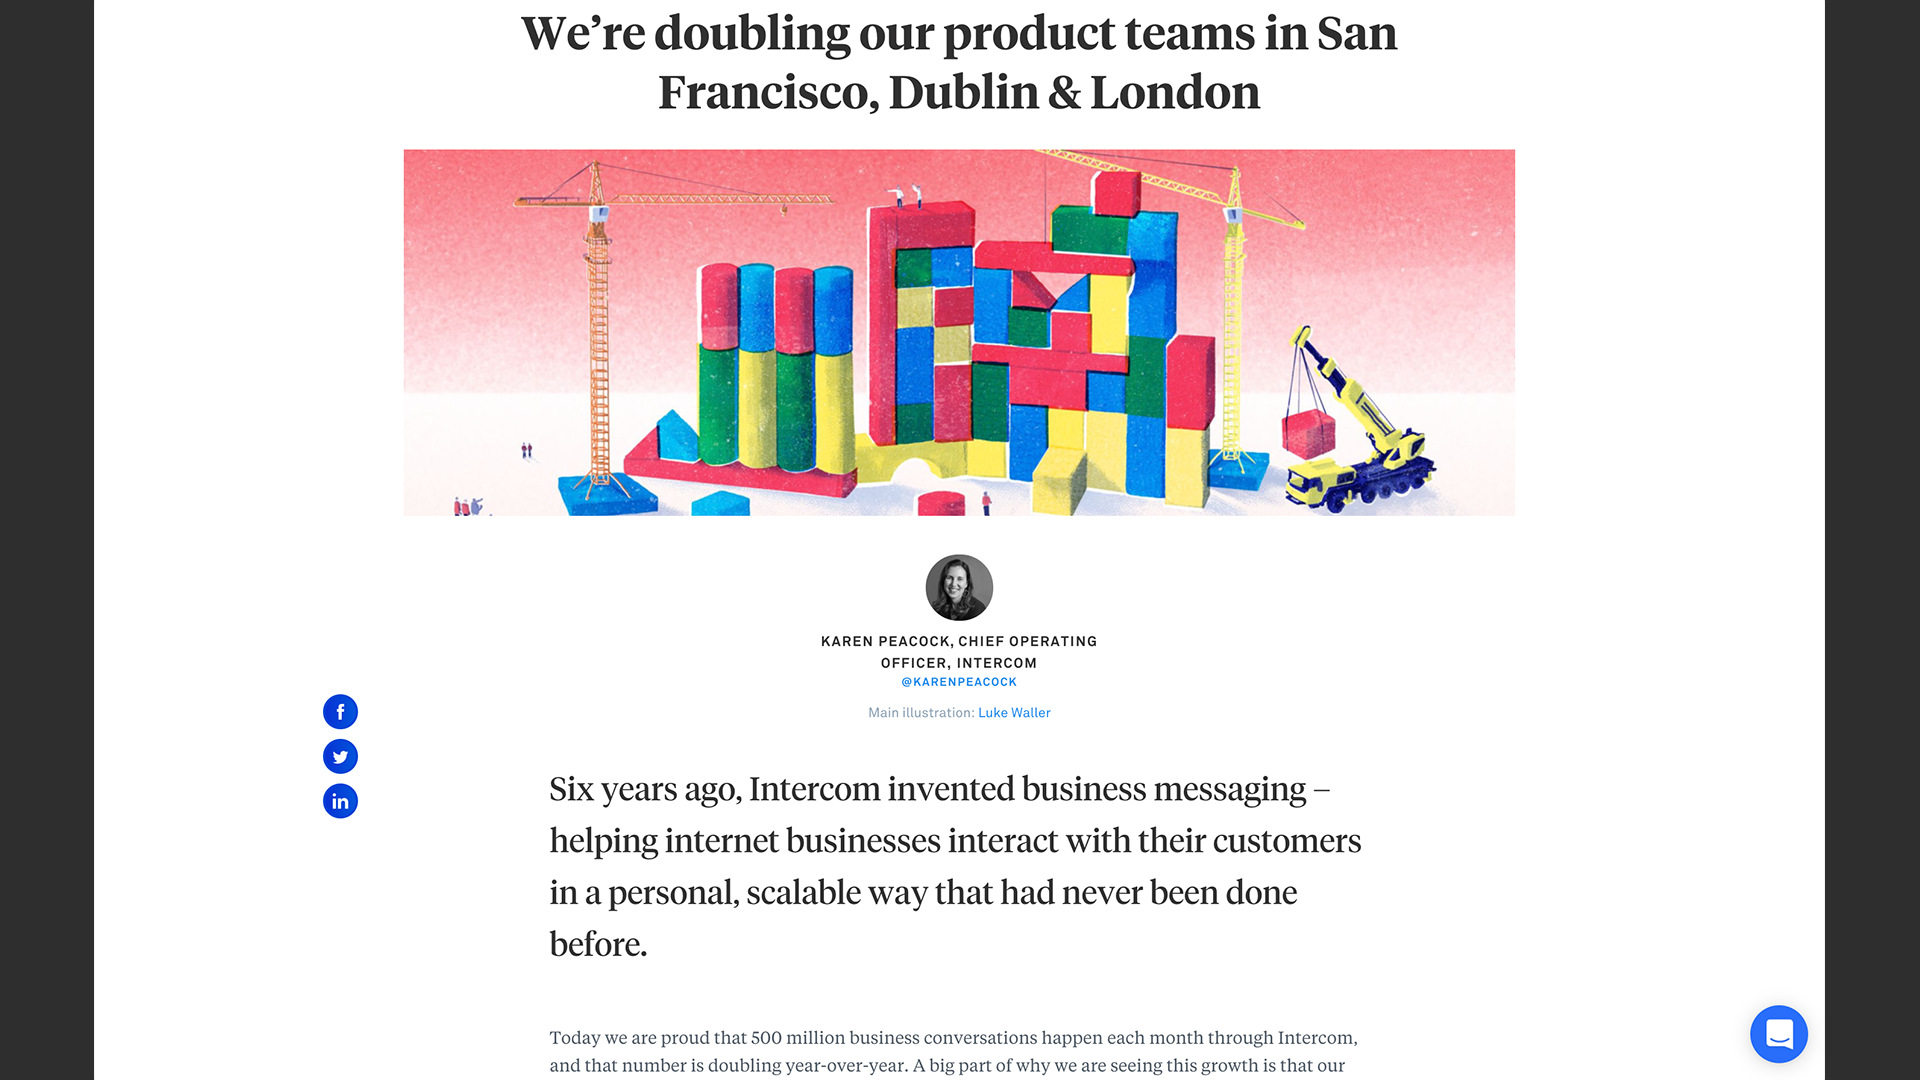 We’re doubling our product teams in San
Francisco, Dublin & London
KAREN PEACOCK, CHIEF OPERATING
OFFICER, INTERCOM
@KARENPEACOCK
Main illustration: Luke Waller
Six years ago, Intercom invented business messaging –
helping internet businesses interact with their customers
in a personal, scalable way that had never been done
before.
Today we are proud that 500 million business conversations happen each month through Intercom,
and that number is doubling year-over-year. A big part of why we are seeing this growth is that our